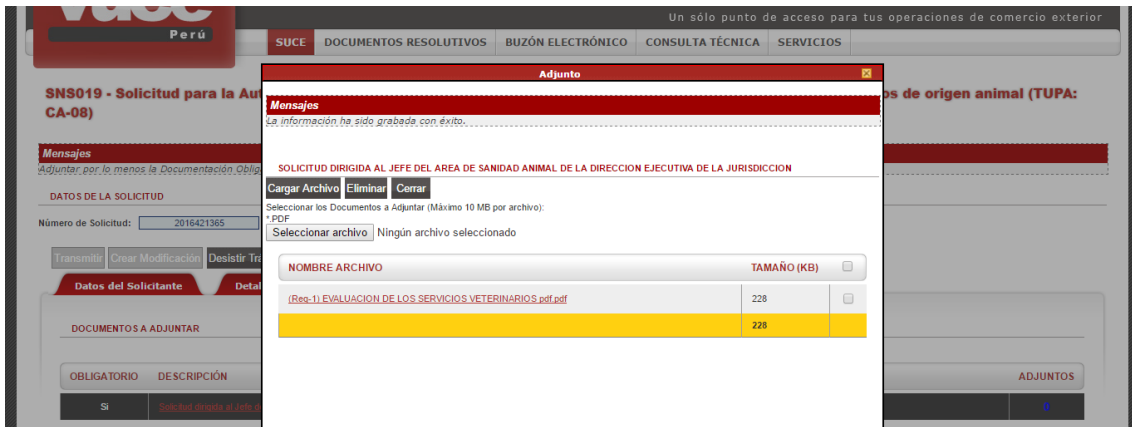 Un sólo punto de acceso para tus operaciones de comercio exterior
Perú
SUCE DOCUMENTOS RESOLUTIVOS BUZÓN ELECTRÓNICO CONSULTA TÉCNICA SERVICIOS
Adjunto
SNS019 - Solicitud para la Aut
os de origen animal (TUPA:
CA-08)
Mensajes
La información ha sido grabada con éxito.
Mensajes
Adjuntar por lo menos la Documentación Oblig
SOLICITUD DIRIGIDA AL JEFE DEL AREA DE SANIDAD ANIMAL DE LA DIRECCION EJECUTIVA DE LA JURISDICCION
DATOS DE LA SOLICITUD
Cargar Archivo Eliminar Cerrar
Seleccionar los Documentos a Adjuntar (Máximo 10 MB por archivo):
*.PDF
Número de Solicitud: 2016421365
Seleccionar archivo Ningún archivo seleccionado
Transmitir Crear Modificación Desistir Tra
NOMBRE ARCHIVO TAMAÑO (KB)
Datos del Solicitante Detal
(Req-1) EVALUACION DE LOS SERVICIOS VETERINARIOS pdf.pdf 228
228
DOCUMENTOS A ADJUNTAR
OBLIGATORIO DESCRIPCIÓN ADJUNTOS
Si Solicitud dirigida al Jefe d 0